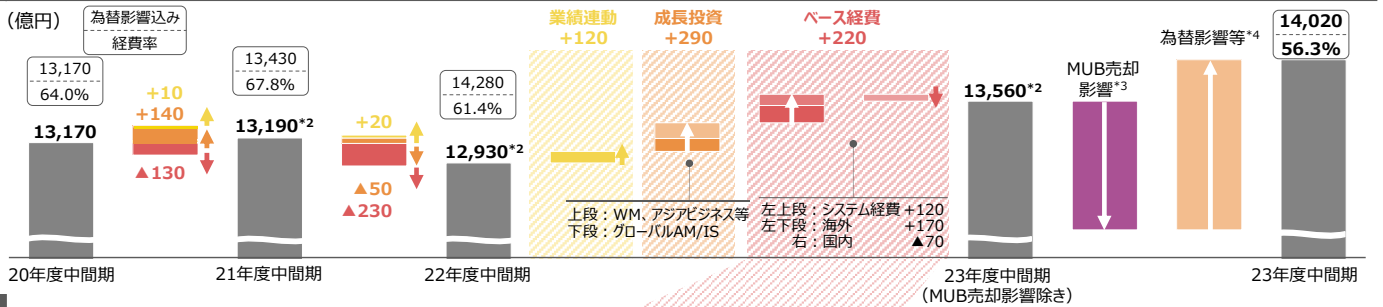 (億円)
為替影響込み
経費率
13,170
64.0%
+10
+140
13,170
▲130
20年度中間期
13,430
67.8%
13,190*2
21年度中間期
+20
▲50
▲230
14,280
61.4%
12,930*2
22年度中間期
業績連動
+120
成長投資
+290
上段:WM、アジアビジネス等
下段:グローバルAM/IS
ベース経費
+220
左上段:システム経費 +120
左下段:海外 +170
右:国内 ▲70
13,560*2
23年度中間期
(MUB売却影響除き)
MUB売却
影響*3
為替影響等*4
14,020
56.3%
23年度中間期